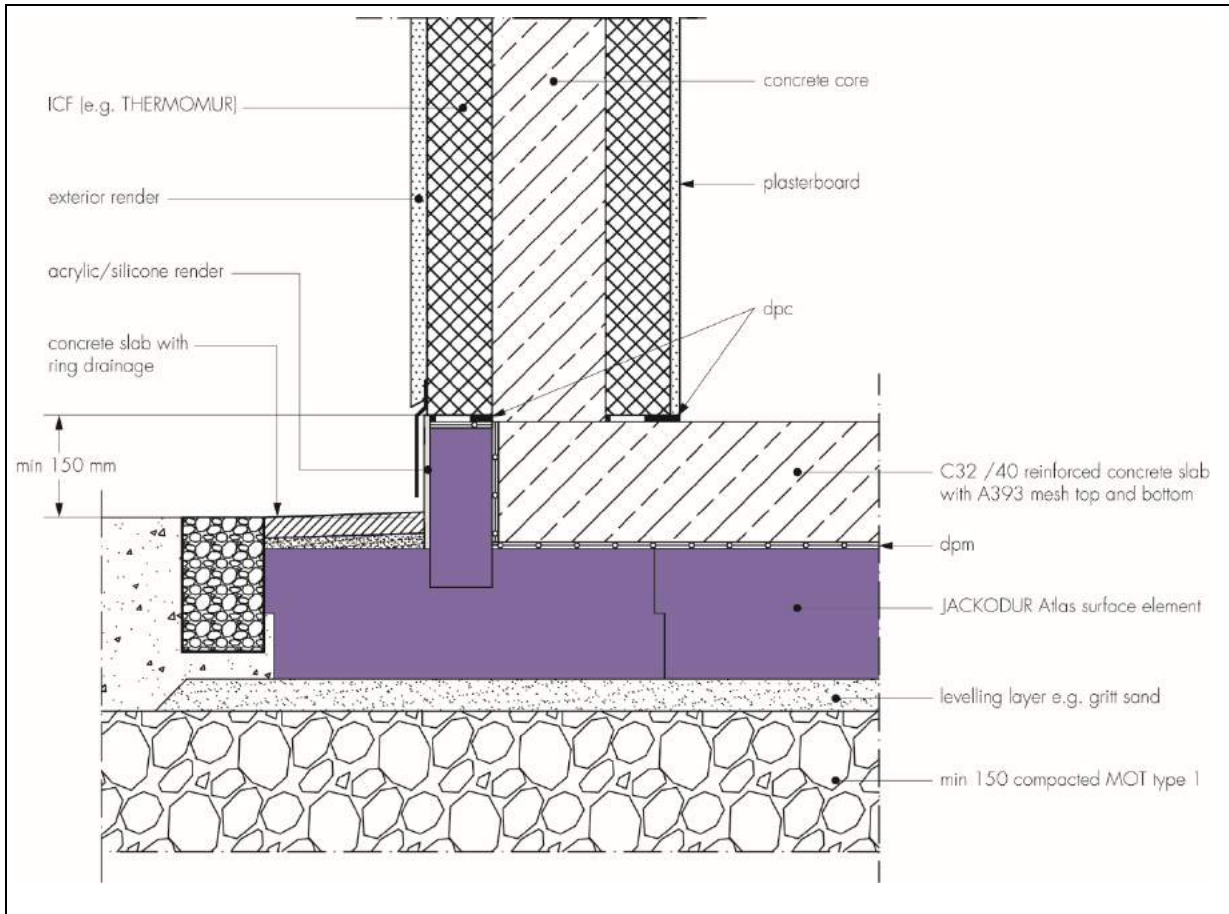 ICF (e.g. THERMOMUR)
exterior render
acrylic/silicone render
concrete slab with
ring drainage
min 150 mm
concrete core
plasterboard
dpc
C32 /40 reinforced concrete slab
with A393 mesh top and bottom
dpm
JACKODUR Atlas surface element
levelling layer e.g. gritt sand
min 150 compacted MOT type 1